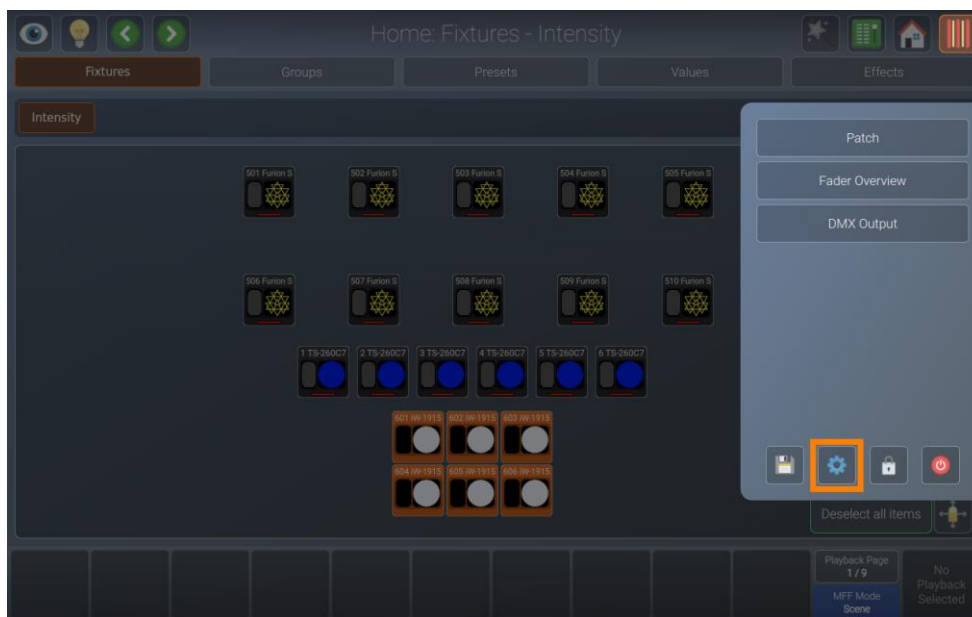 Home: Fixtures - Intensity
Fixtures
Groups
Presets
Values
Effects
Intensity
Patch
Fader Overview
DMX Output
501 Furion S
502 Furion S
503 Furion S
504 Furion S
505 Furion S
506 Furion S
507 Furion S
508 Furion S
509 Furion S
510 Furion S
1 TS-260C7
2 TS-260C7
3 TS-260C7
4 TS-260C7
5 TS-260C7
6 TS-260C7
601 IW-1915
602 IW-1915
603 IW-1915
604 IW-1915
605 IW-1915
606 IW-1915
Deselect all items
Playback Page
1 / 9
MFF Mode
Scene
No
Playback
Selected